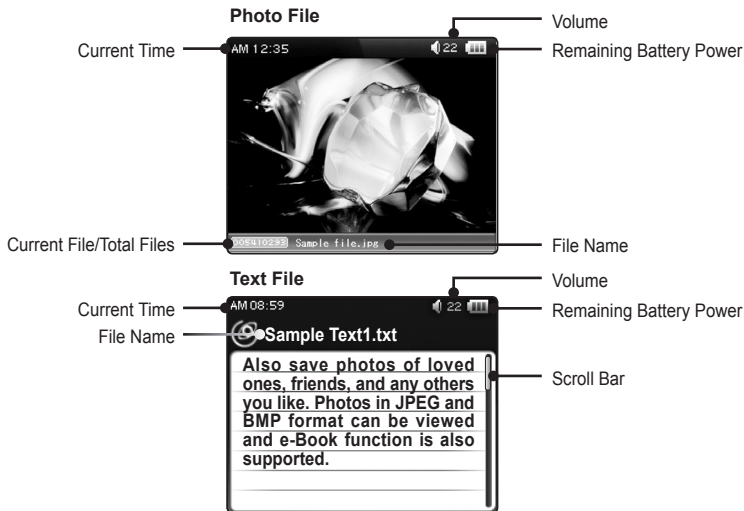 Photo File
Volume
Current Time
AM 12:35
22
Remaining Battery Power
Current File/Total Files
Sample file.jpg
File Name
Text File
Volume
Current Time
AM 08:59
22
Remaining Battery Power
File Name
Sample Text1.txt
Also save photos of loved
ones, friends, and any others
you like. Photos in JPEG and
BMP format can be viewed
and e-Book function is also
supported.
Scroll Bar